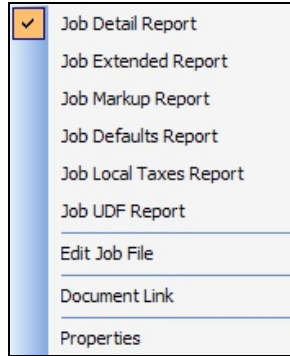 Job Detail Report
Job Extended Report
Job Markup Report
Job Defaults Report
Job Local Taxes Report
Job UDF Report
Edit Job File
Document Link
Properties